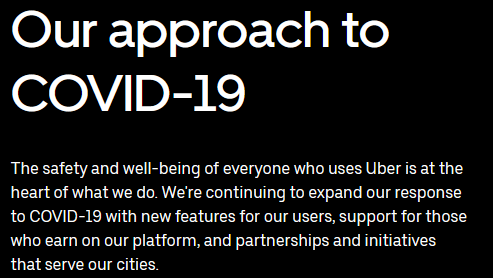 Our approach to
COVID-19
The safety and well-being of everyone who uses Uber is at the
heart of what we do. We're continuing to expand our response
to COVID-19 with new features for our users, support for those
who earn on our platform, and partnerships and initiatives
that serve our cities.